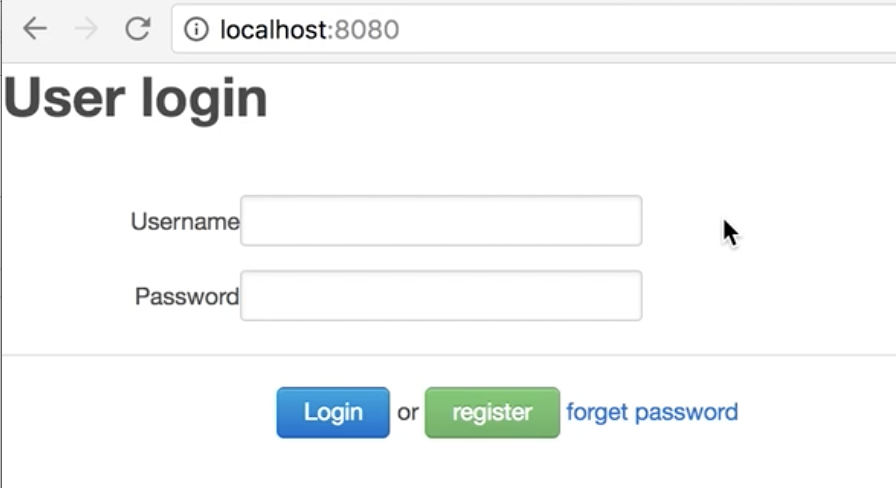 localhost:8080
User login
Username
Password
Login or register forget password